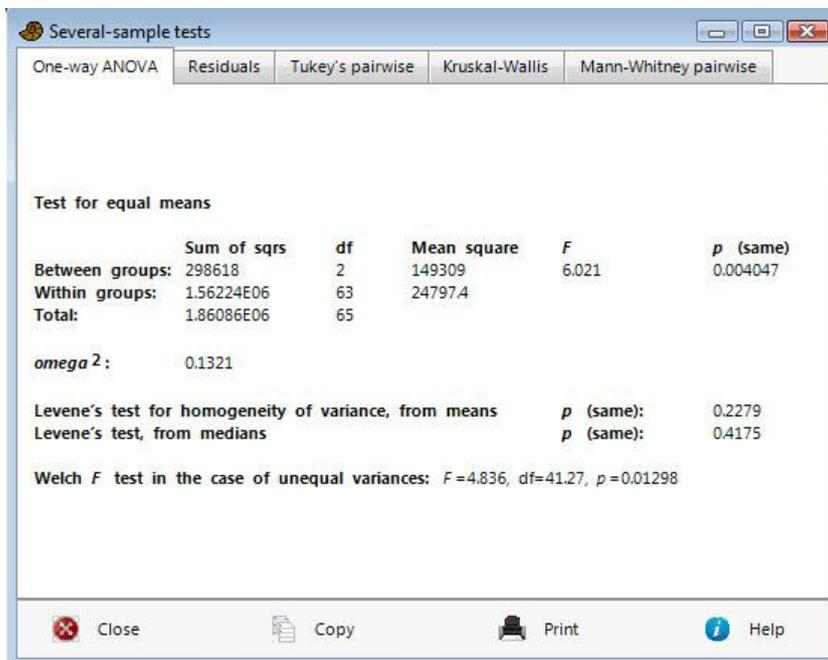 Several-sample tests
One-way ANOVA Residuals Tukey's pairwise Kruskal-Wallis Mann-Whitney pairwise
Test for equal means
Sum of sqrs df Mean square F p (same)
Between groups: 298618 2 149309 6.021 0.004047
Within groups: 1.56224E06 63 24797.4
Total: 1.86086E06 65
omega2: 0.1321
Levene's test for homogeneity of variance, from means p (same): 0.2279
Levene's test, from medians p (same): 0.4175
Welch F test in the case of unequal variances: F=4.836, df=41.27, p=0.01298
Close Copy Print Help